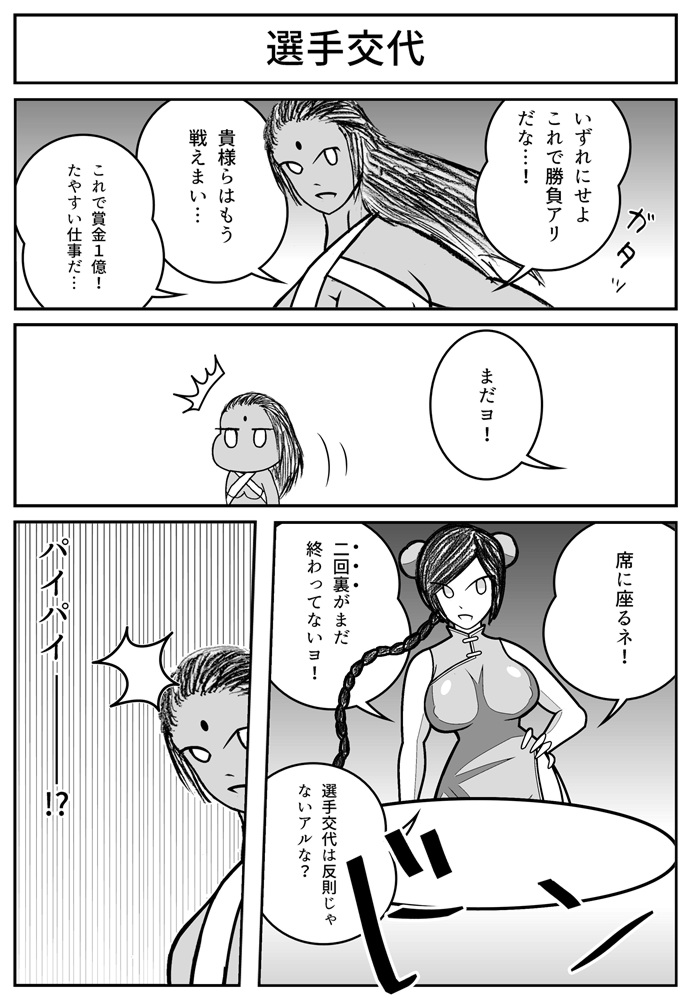 選手交代
いずれにせよ
これで勝負アリ
だな…!
ガタッ
貴様らはもう
戦えまい…
これで賞金1億!
たやすい仕事だ…
まだヨ!
席に座るネ!
二回裏がまだ
終わってないョ!
選手交代は反則じゃ
ないアルな?
バンッ
パイパイ――!?